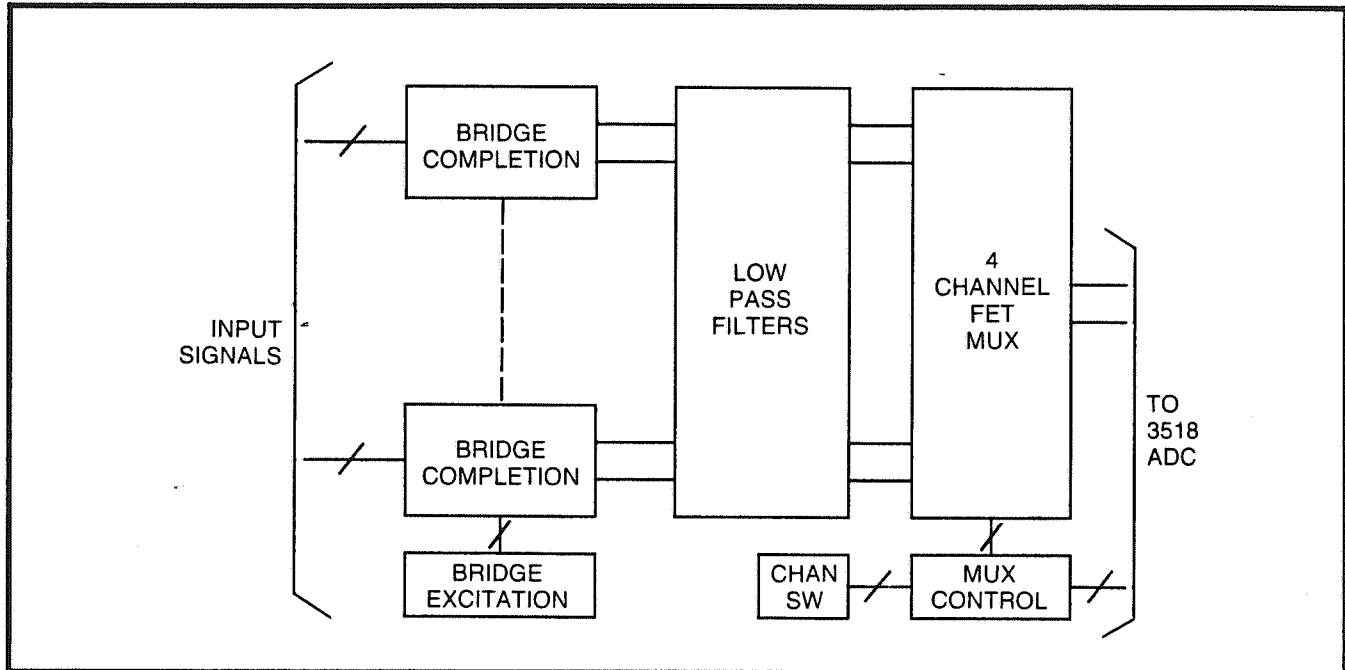 BRIDGE
COMPLETION
LOW
PASS
FILTERS
4
CHANNEL
FET
MUX
INPUT
SIGNALS
BRIDGE
COMPLETION
TO
3518
ADC
BRIDGE
EXCITATION
CHAN
SW
MUX
CONTROL